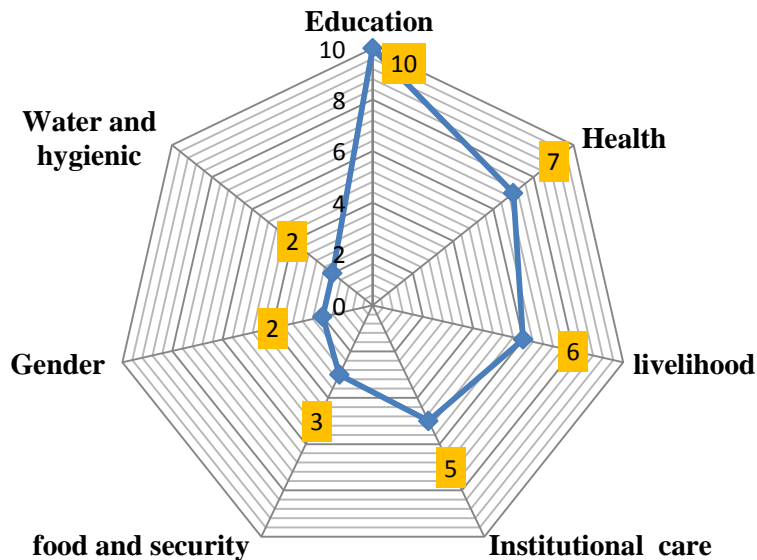 Education
10
10
Water and
hygienic
8
Health
7
6
4
2
2
0
2
Gender
6
livelihood
3
5
food and security
Institutional  care